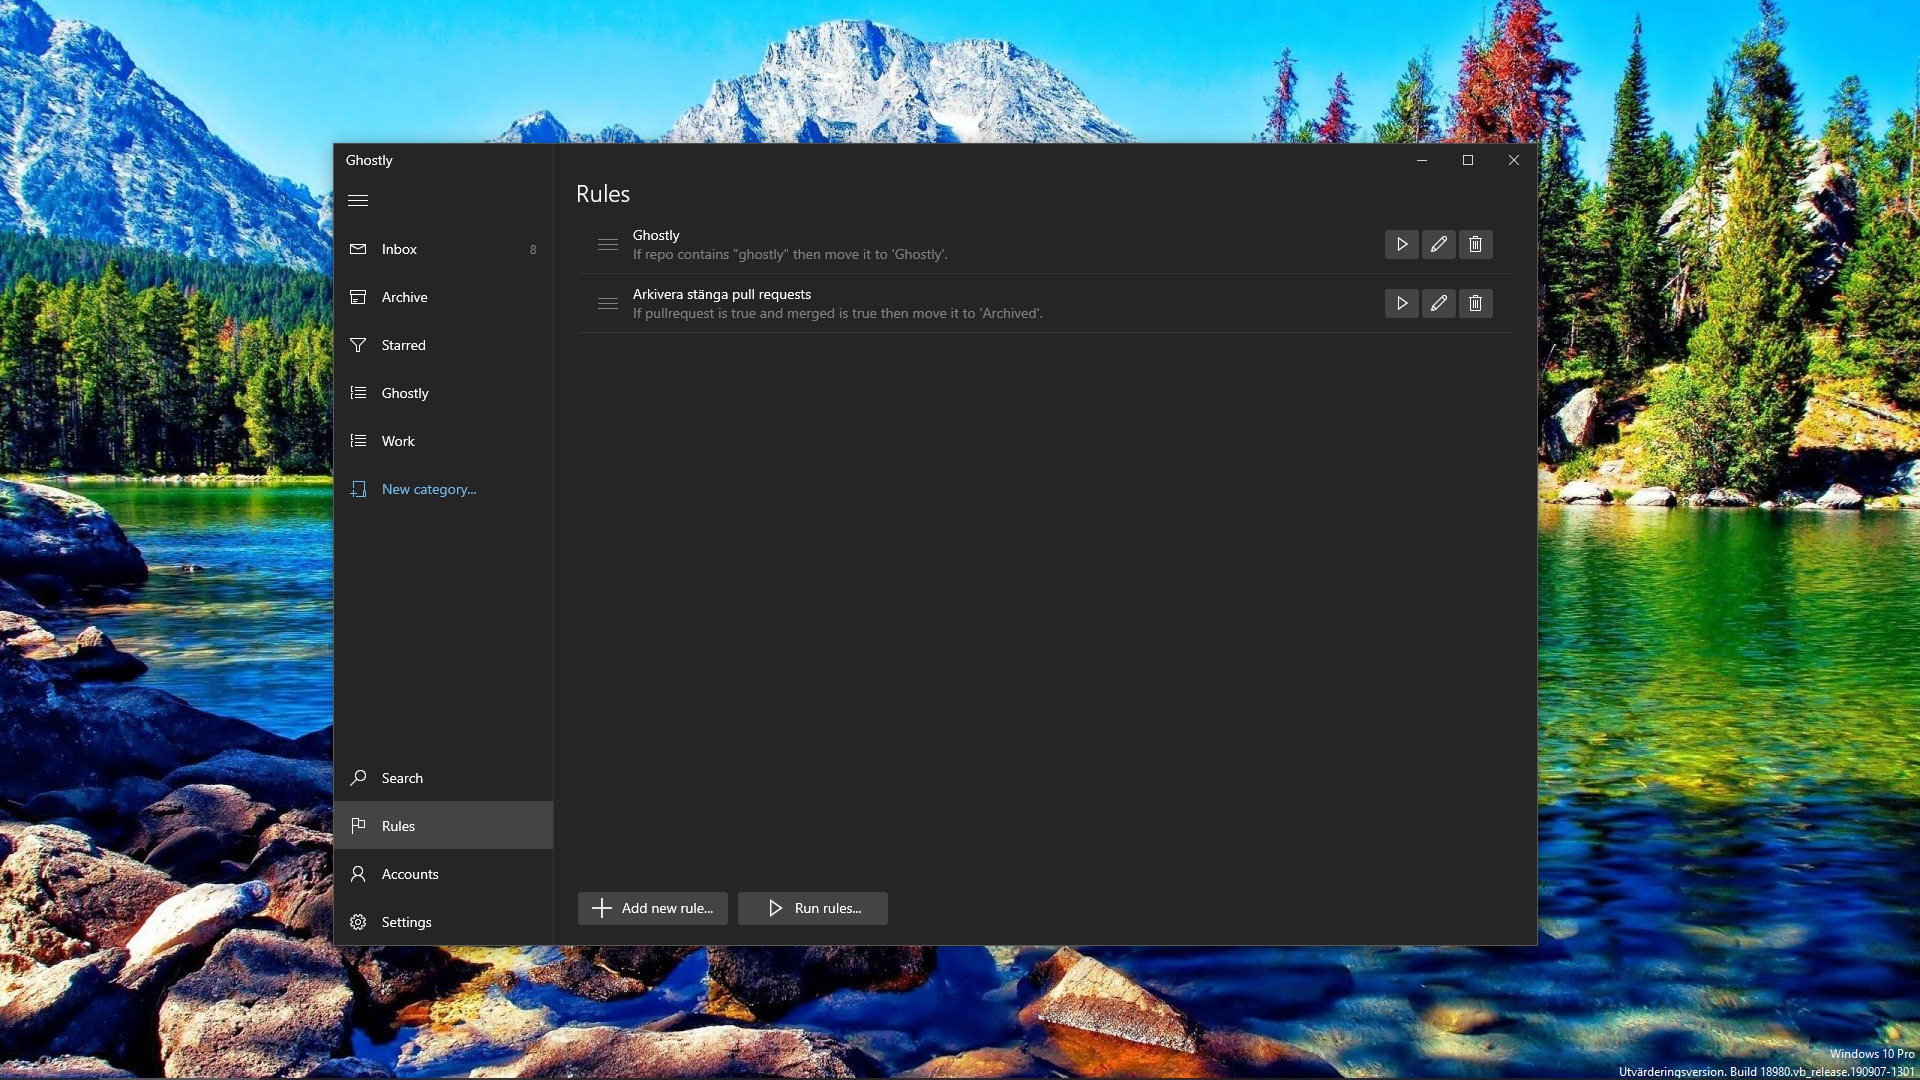 Ghostly
Rules
Inbox 8
Archive
Starred
Ghostly
Work
New category...
Search
Rules
Accounts
Settings
Ghostly
If repo contains "ghostly" then move it to 'Ghostly'.
Arkivera stänga pull requests
If pullrequest is true and merged is true then move it to 'Archived'.
Add new rule...
Run rules...
Windows 10 Pro
Utvärderingsversion. Build 18980.vb_release.190907-1301